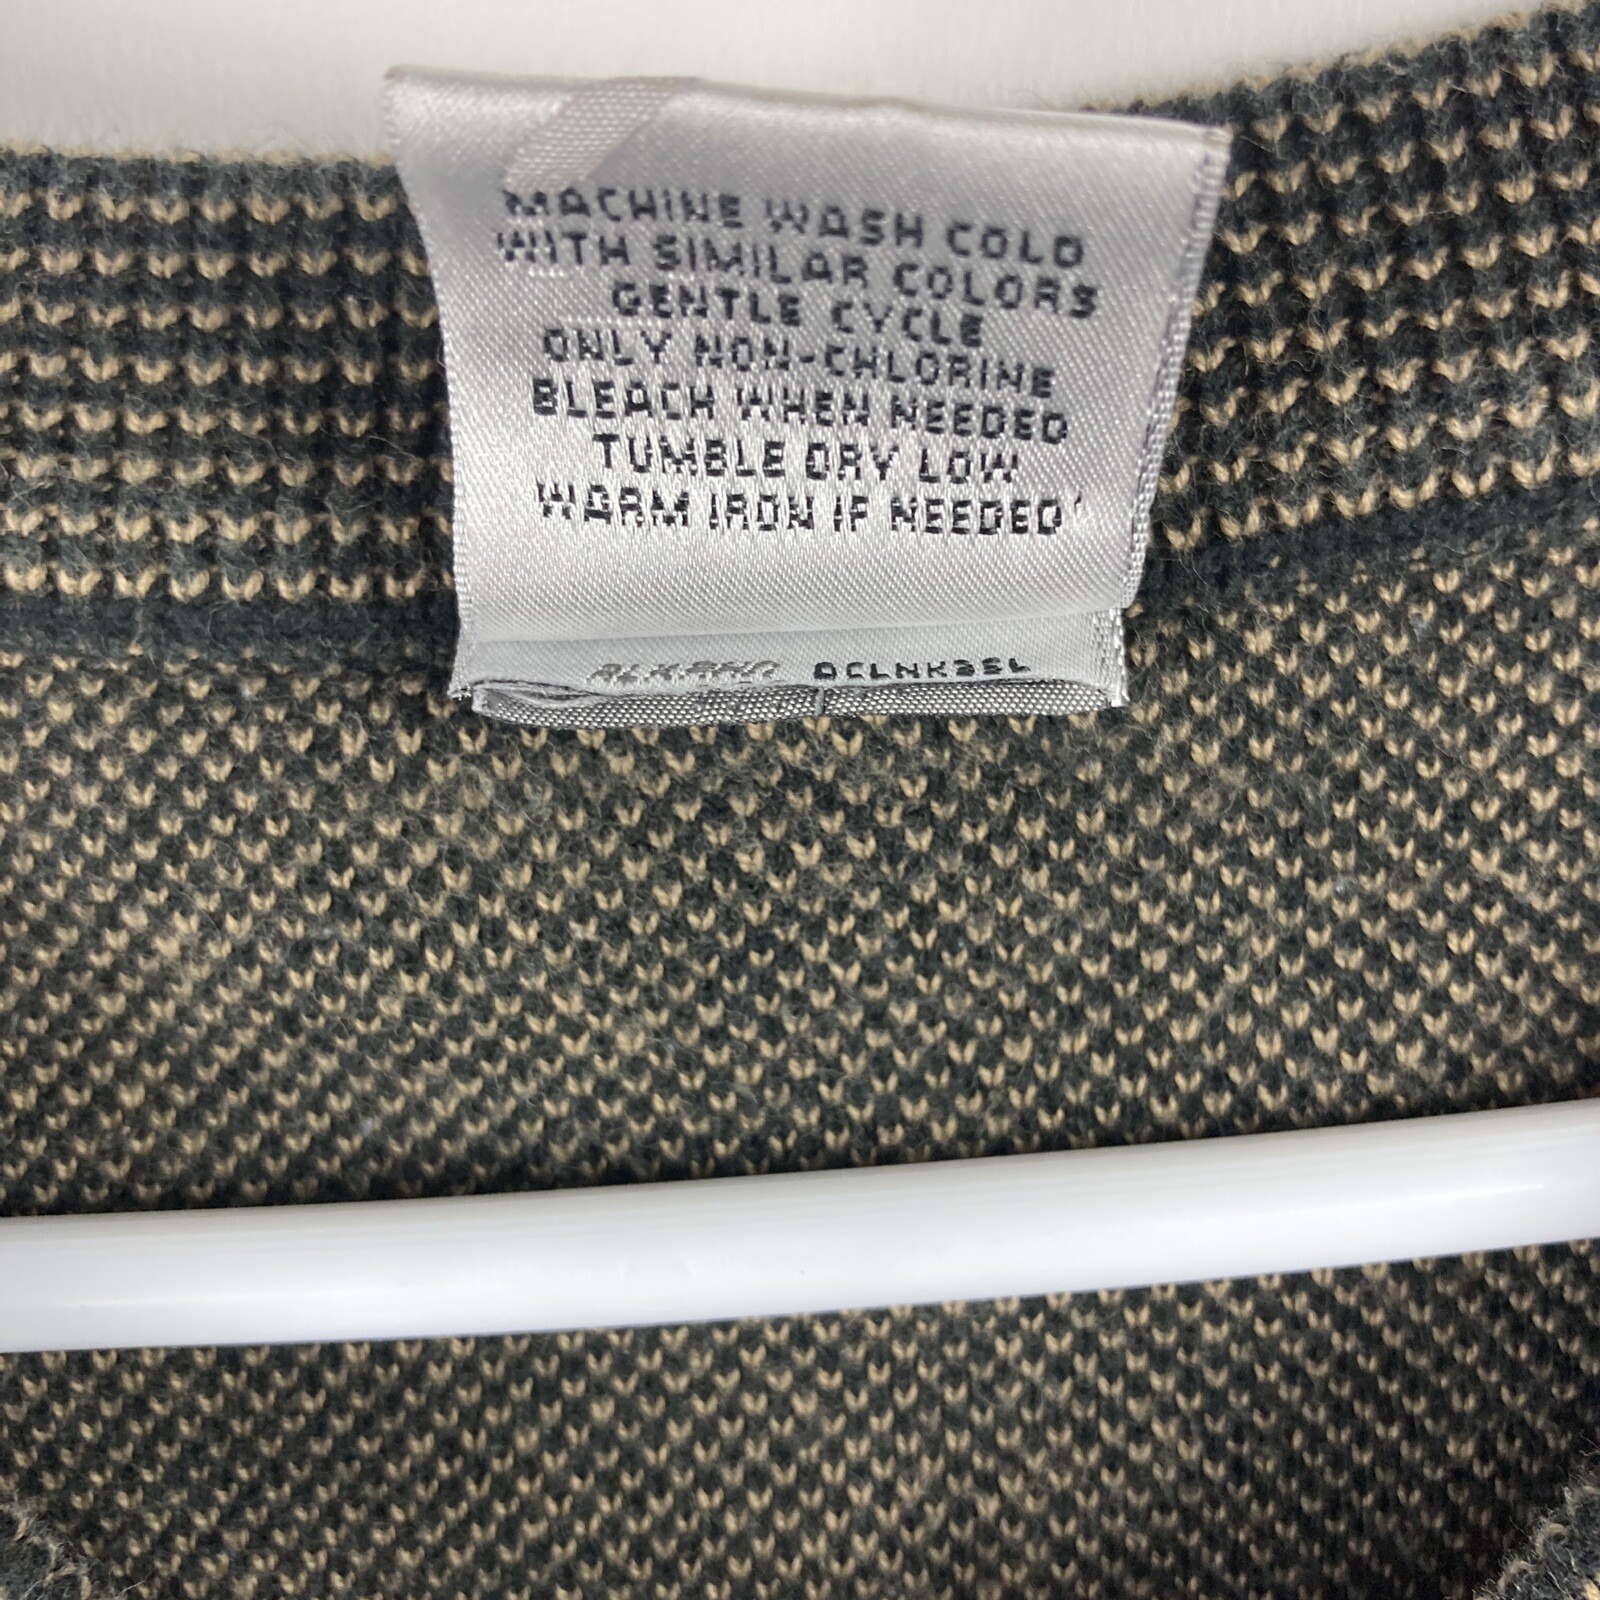 MACHINE WASH COLD
WITH SIMILAR COLORS
GENTLE CYCLE
ONLY NON-CHLORINE
BLEACH WHEN NEEDED
TUMBLE DRY LOW
WARM IRON IF NEEDED